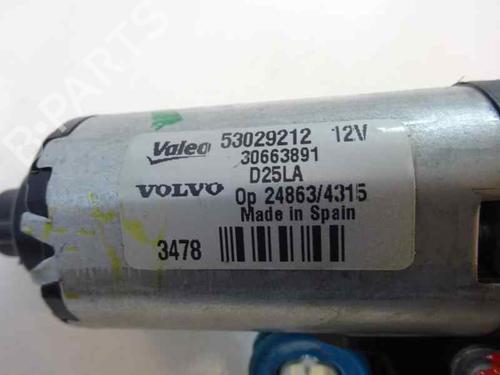 Valeo 53029212 12V
30663891
D25LA
VOLVO Op 24863/4315
Made in Spain
3478
B-PARTS